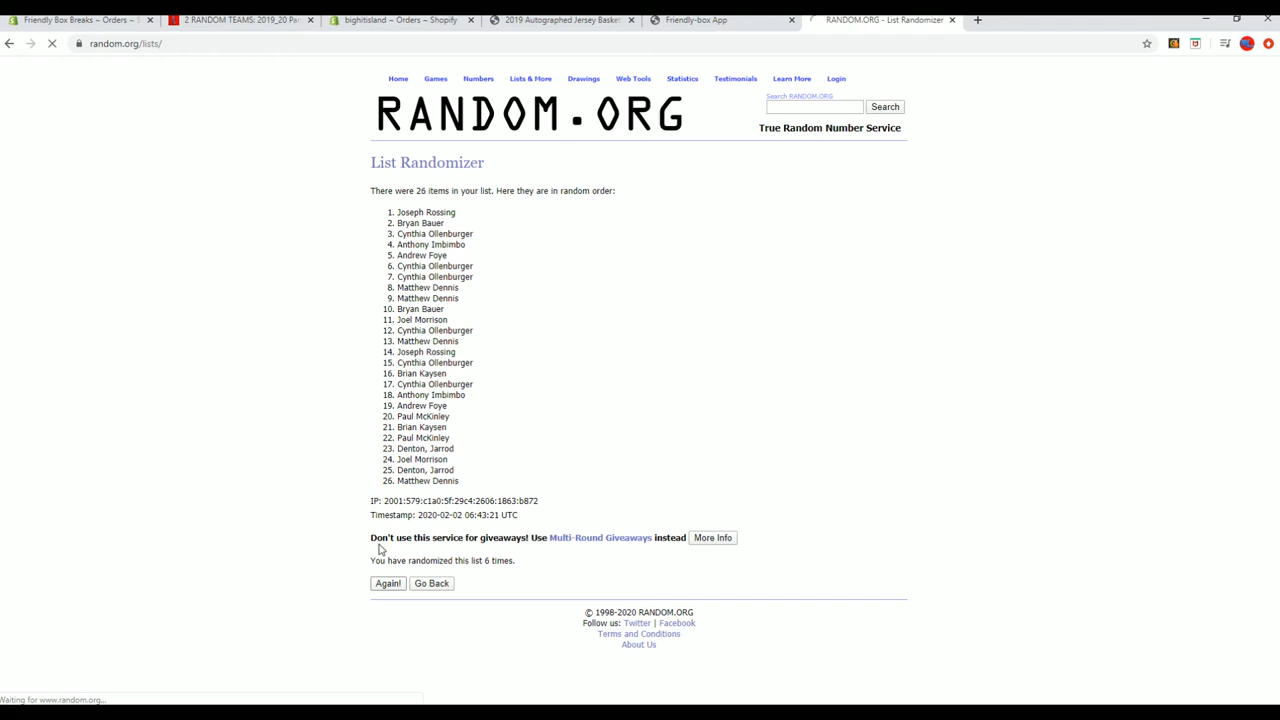 Friendly Box Breaks ~ Orders ~ S
2 RANDOM TEAMS: 2019_20 Pa
bighitisland ~ Orders ~ Shopify
2019 Autographed Jersey Basket
Friendly-box App
RANDOM.ORG - List Randomizer
random.org/lists/
Home
Games
Numbers
Lists & More
Drawings
Web Tools
Statistics
Testimonials
Learn More
Login
RANDOM.ORG
Search RANDOM.ORG
Search
True Random Number Service
List Randomizer
There were 26 items in your list. Here they are in random order:
1. Joseph Rossing
2. Bryan Bauer
3. Cynthia Ollenburger
4. Anthony Imbimbo
5. Andrew Foye
6. Cynthia Ollenburger
7. Cynthia Ollenburger
8. Matthew Dennis
9. Matthew Dennis
10. Bryan Bauer
11. Joel Morrison
12. Cynthia Ollenburger
13. Matthew Dennis
14. Joseph Rossing
15. Cynthia Ollenburger
16. Brian Kaysen
17. Cynthia Ollenburger
18. Anthony Imbimbo
19. Andrew Foye
20. Paul McKinley
21. Brian Kaysen
22. Paul McKinley
23. Denton, Jarrod
24. Joel Morrison
25. Denton, Jarrod
26. Matthew Dennis
IP: 2001:579:c1a0:5f:29c4:2606:1863:b872
Timestamp: 2020-02-02 06:43:21 UTC
Don't use this service for giveaways! Use Multi-Round Giveaways instead More Info
You have randomized this list 6 times.
Again! Go Back
© 1998-2020 RANDOM.ORG
Follow us: Twitter | Facebook
Terms and Conditions
About Us
Waiting for www.random.org...